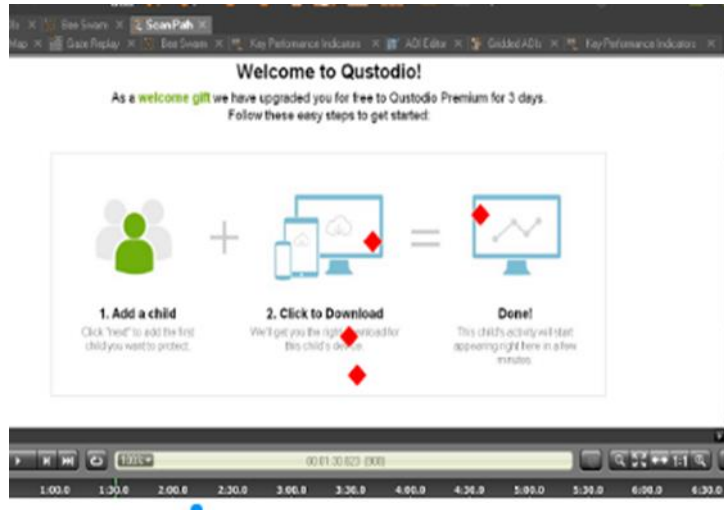 Bee Swarm × Scan Path ×
Map × Gaze Replay × Bee Swarm × Key Performance Indicators × AOI Editor × Gridded AOIs × Key Performance Indicators ×
Welcome to Qustodio!
As a welcome gift we have upgraded you for free to Qustodio Premium for 3 days.
Follow these easy steps to get started:
1. Add a child
Click "next" to add the first
child you want to protect.
2. Click to Download
We'll get you the right download for
this child's device.
Done!
This child's activity will start
appearing right here in a few
minutes.
1:1
1:00.0 1:30.0 2:00.0 2:30.0 3:00.0 3:30.0 4:00.0 4:30.0 5:00.0 5:30.0 6:00.0 6:30.0